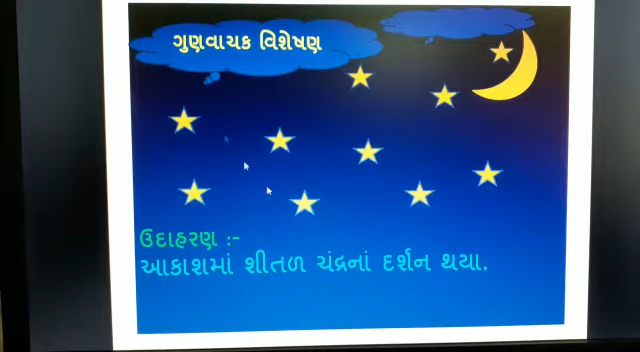 ગુણવાચક વિશેષણ
ઉદાહરણ :-
આકાશમાં શીતળ ચંદ્રનાં દર્શન થયા.